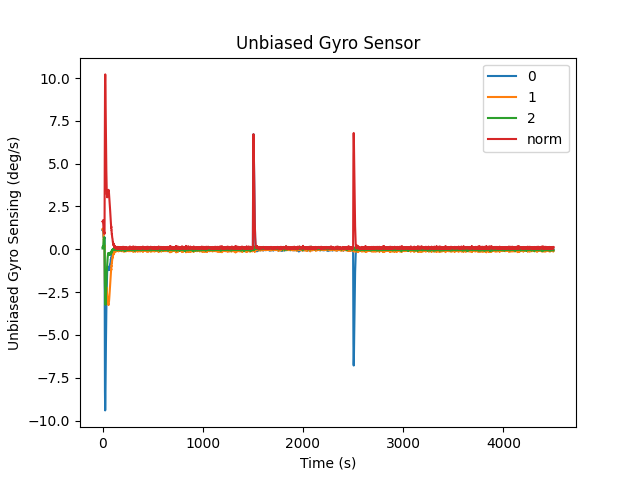 Unbiased Gyro Sensor
Unbiased Gyro Sensing (deg/s)
10.0
7.5
5.0
2.5
0.0
−2.5
−5.0
−7.5
−10.0
0
1
2
norm
0 1000 2000 3000 4000
Time (s)